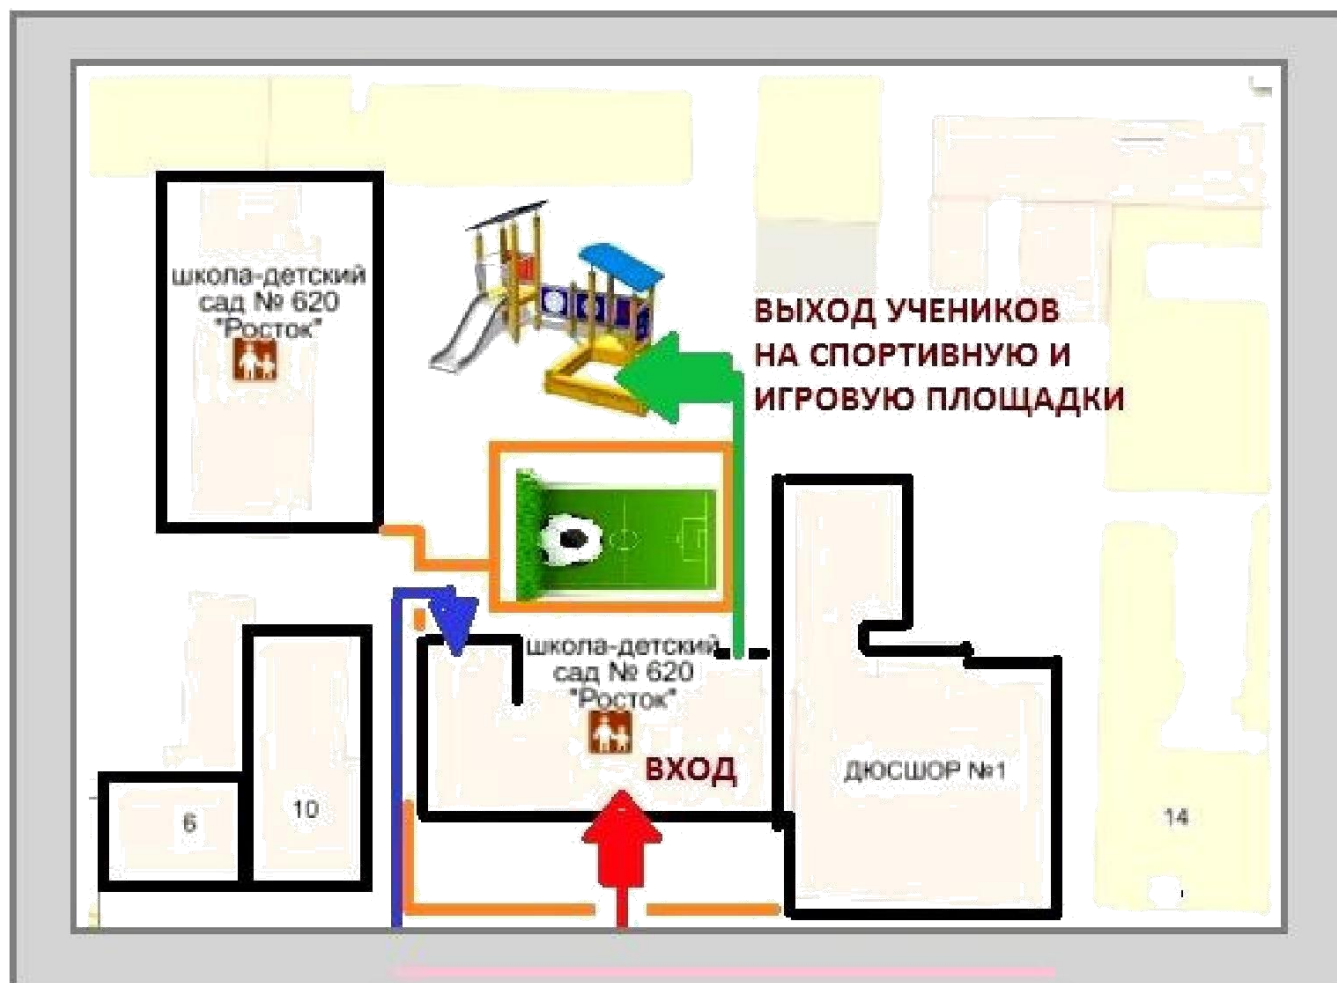 школа-детский
сад № 620
"Росток"
ВЫХОД УЧЕНИКОВ
НА СПОРТИВНУЮ И
ИГРОВУЮ ПЛОЩАДКИ
школа-детский
сад № 620
"Росток"
ВХОД
ДЮСШОР №1
6
10
14